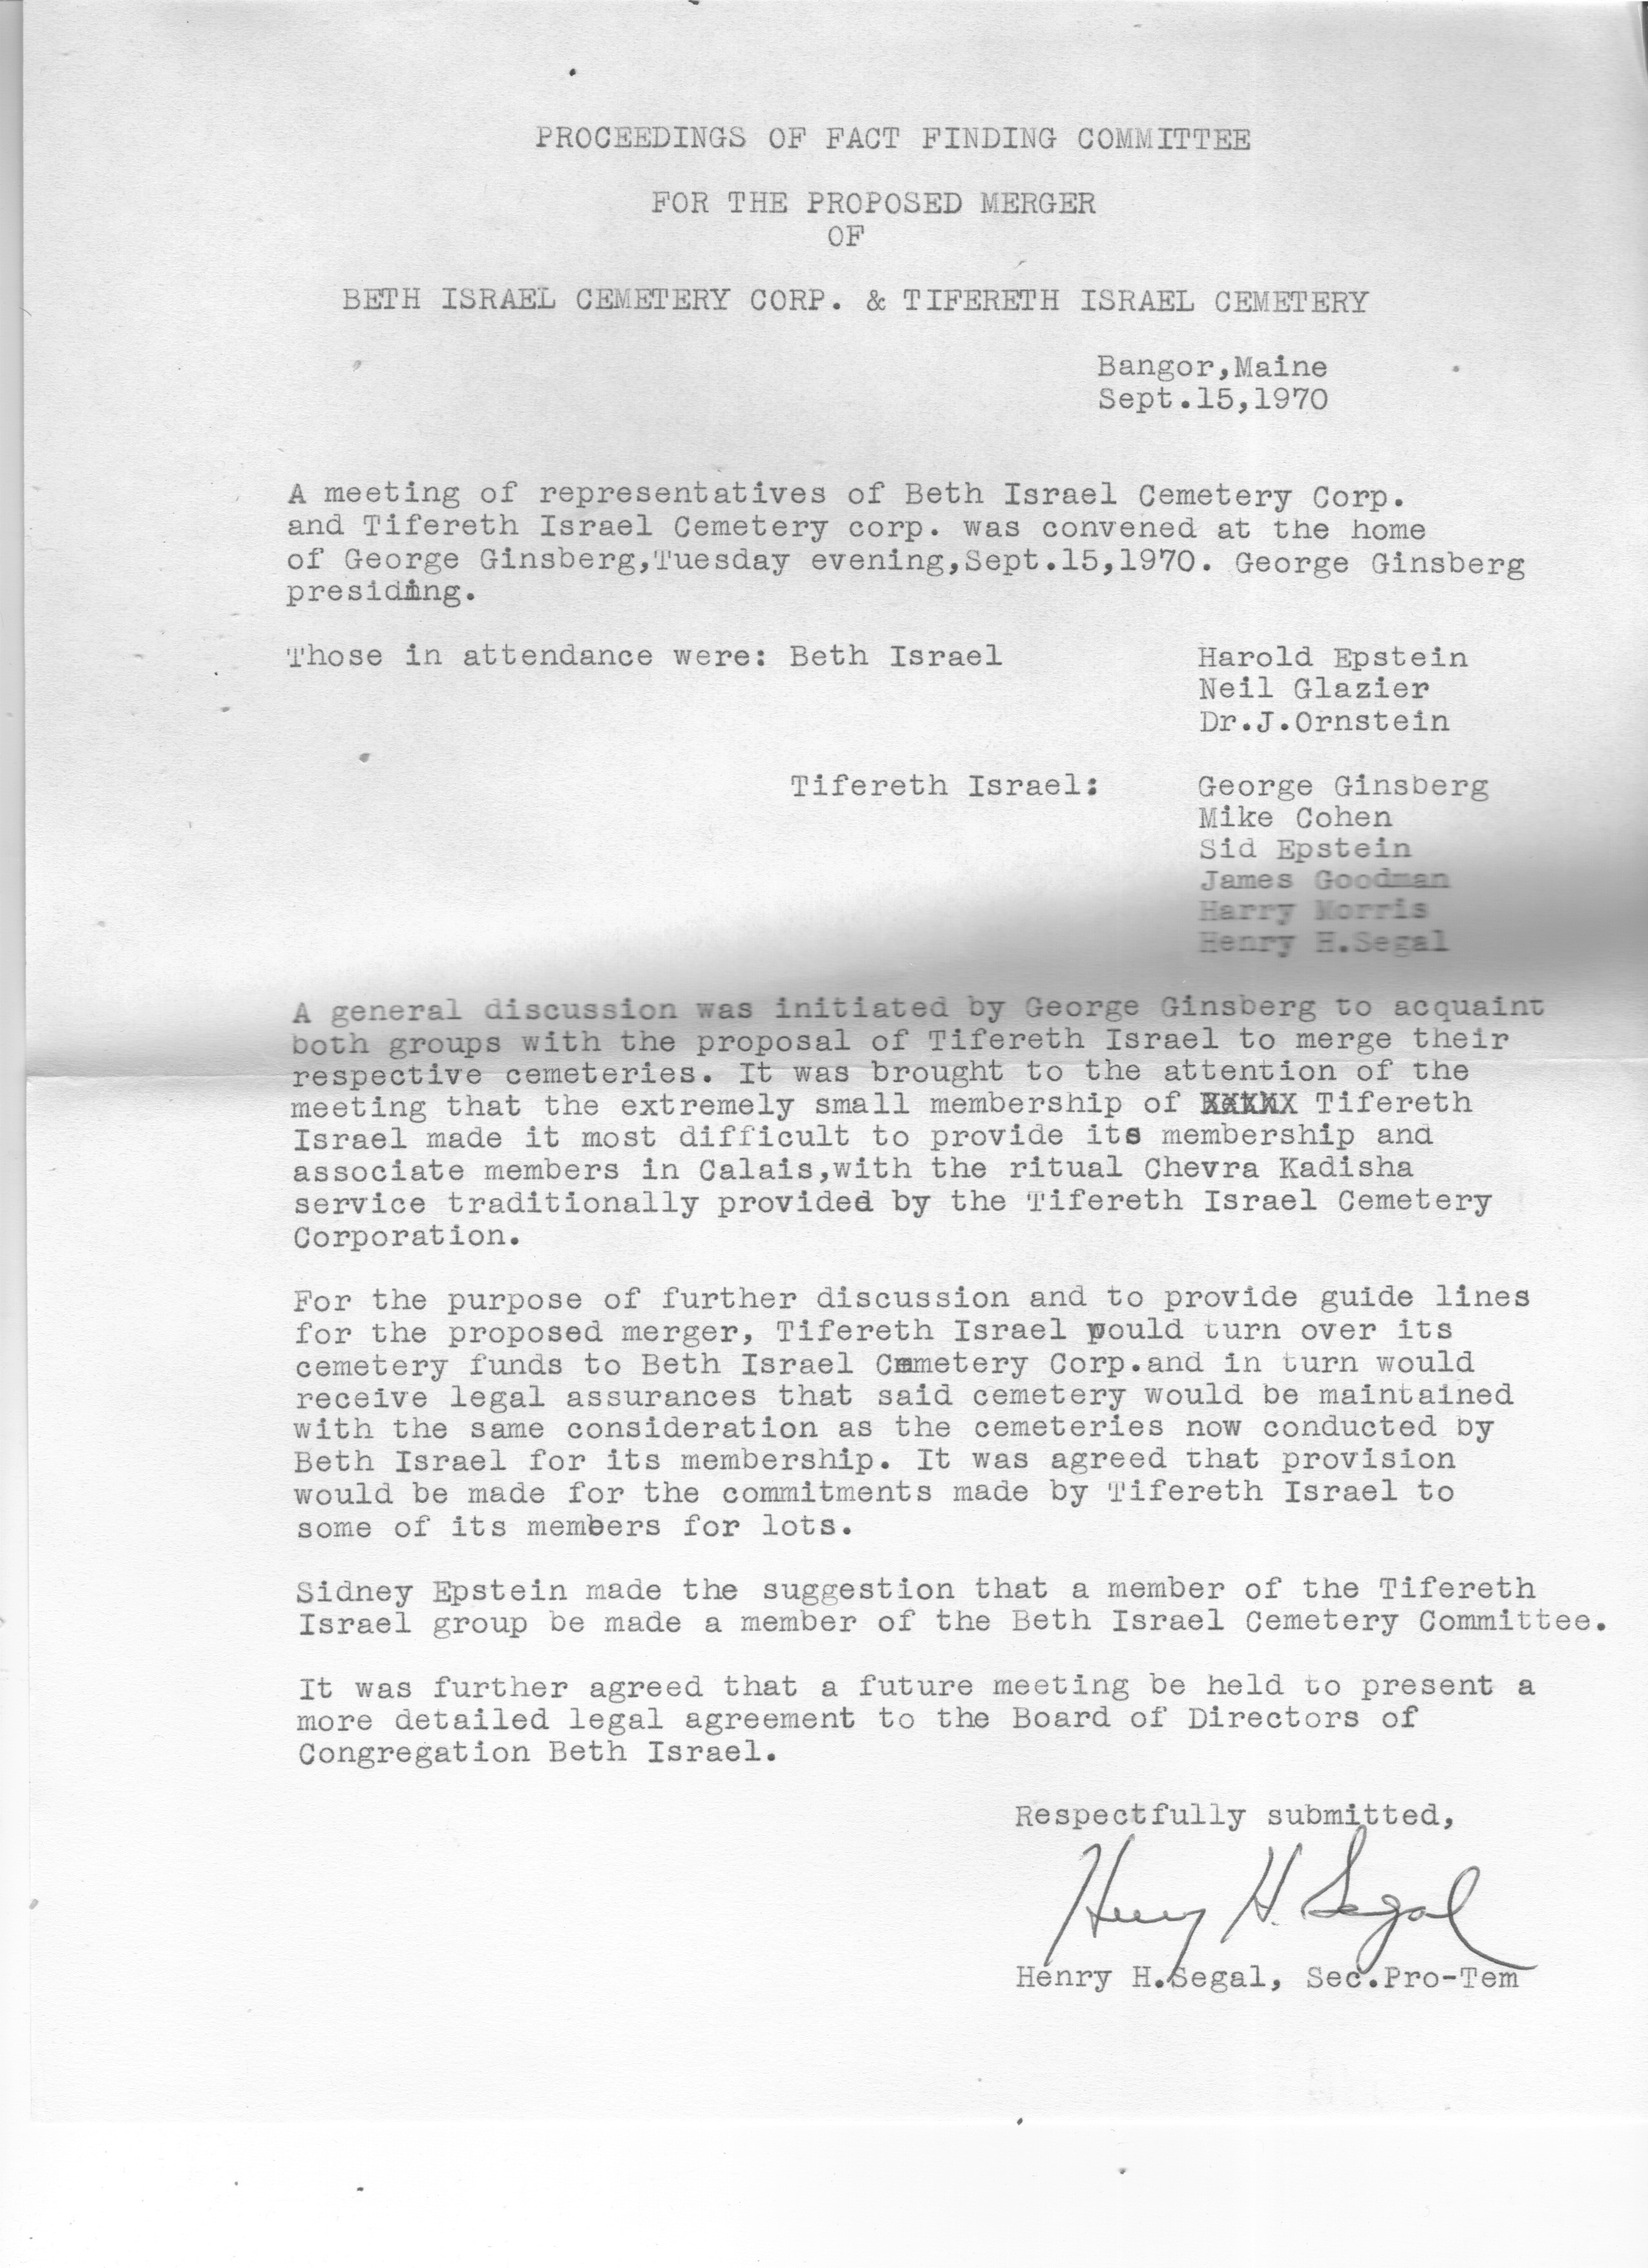 PROCEEDINGS OF FACT FINDING COMMITTEE
FOR THE PROPOSED MERGER
OF
BETH ISRAEL CEMETERY CORP. & TIFERETH ISRAEL CEMETERY
Bangor,Maine
Sept.15,1970
A meeting of representatives of Beth Israel Cemetery Corp.
and Tifereth Israel Cemetery corp. was convened at the home
of George Ginsberg,Tuesday evening,Sept.15,1970. George Ginsberg
presiding.
Those in attendance were: Beth Israel Harold Epstein
Neil Glazier
Dr.J.Ornstein
Tifereth Israel: George Ginsberg
Mike Cohen
Sid Epstein
James Goodman
Harry Morris
Henry H.Segal
A general discussion was initiated by George Ginsberg to acquaint
both groups with the proposal of Tifereth Israel to merge their
respective cemeteries. It was brought to the attention of the
meeting that the extremely small membership of Tifereth
Israel made it most difficult to provide its membership and
associate members in Calais,with the ritual Chevra Kadisha
service traditionally provided by the Tifereth Israel Cemetery
Corporation.
For the purpose of further discussion and to provide guide lines
for the proposed merger, Tifereth Israel would turn over its
cemetery funds to Beth Israel Cemetery Corp.and in turn would
receive legal assurances that said cemetery would be maintained
with the same consideration as the cemeteries now conducted by
Beth Israel for its membership. It was agreed that provision
would be made for the commitments made by Tifereth Israel to
some of its members for lots.
Sidney Epstein made the suggestion that a member of the Tifereth
Israel group be made a member of the Beth Israel Cemetery Committee.
It was further agreed that a future meeting be held to present a
more detailed legal agreement to the Board of Directors of
Congregation Beth Israel.
Respectfully submitted,
Henry H. Segal
Henry H.Segal, Sec.Pro-Tem